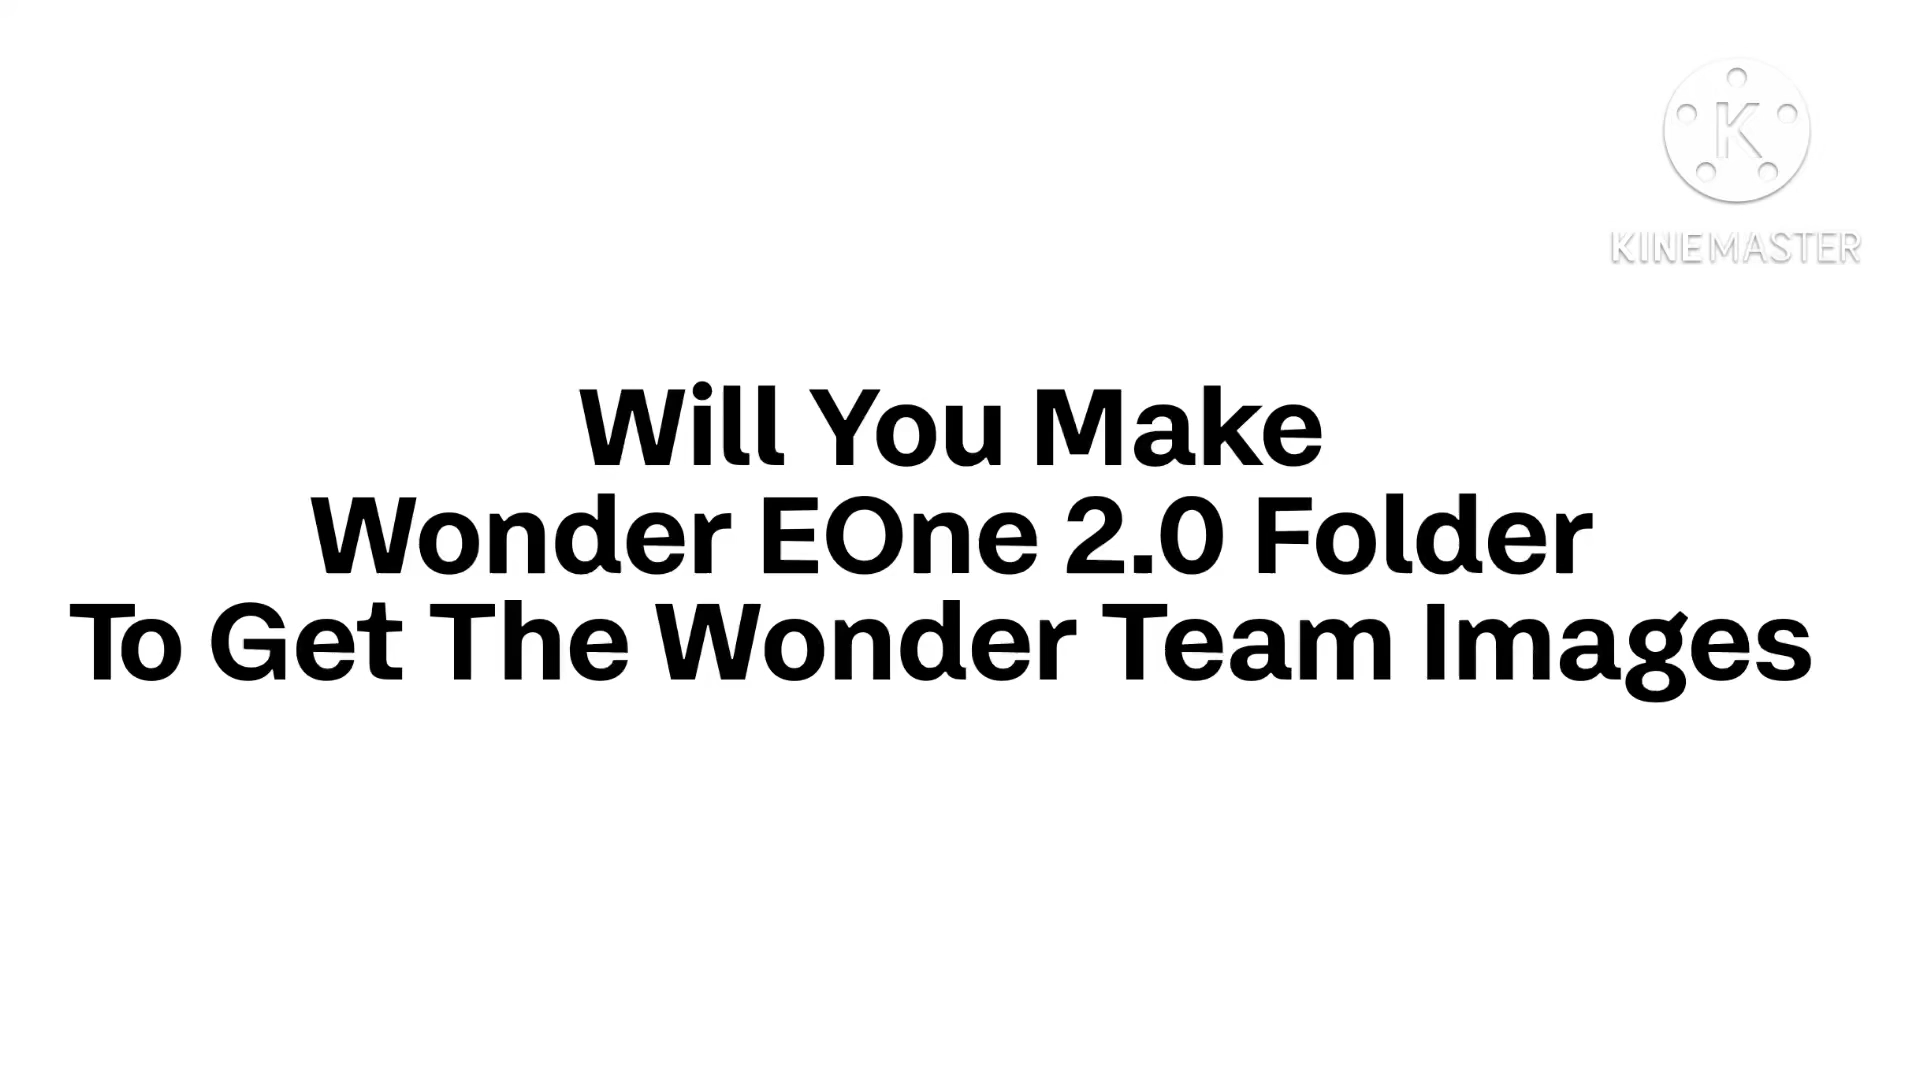 K
KINEMASTER
Will You Make
Wonder EOne 2.0 Folder
To Get The Wonder Team Images